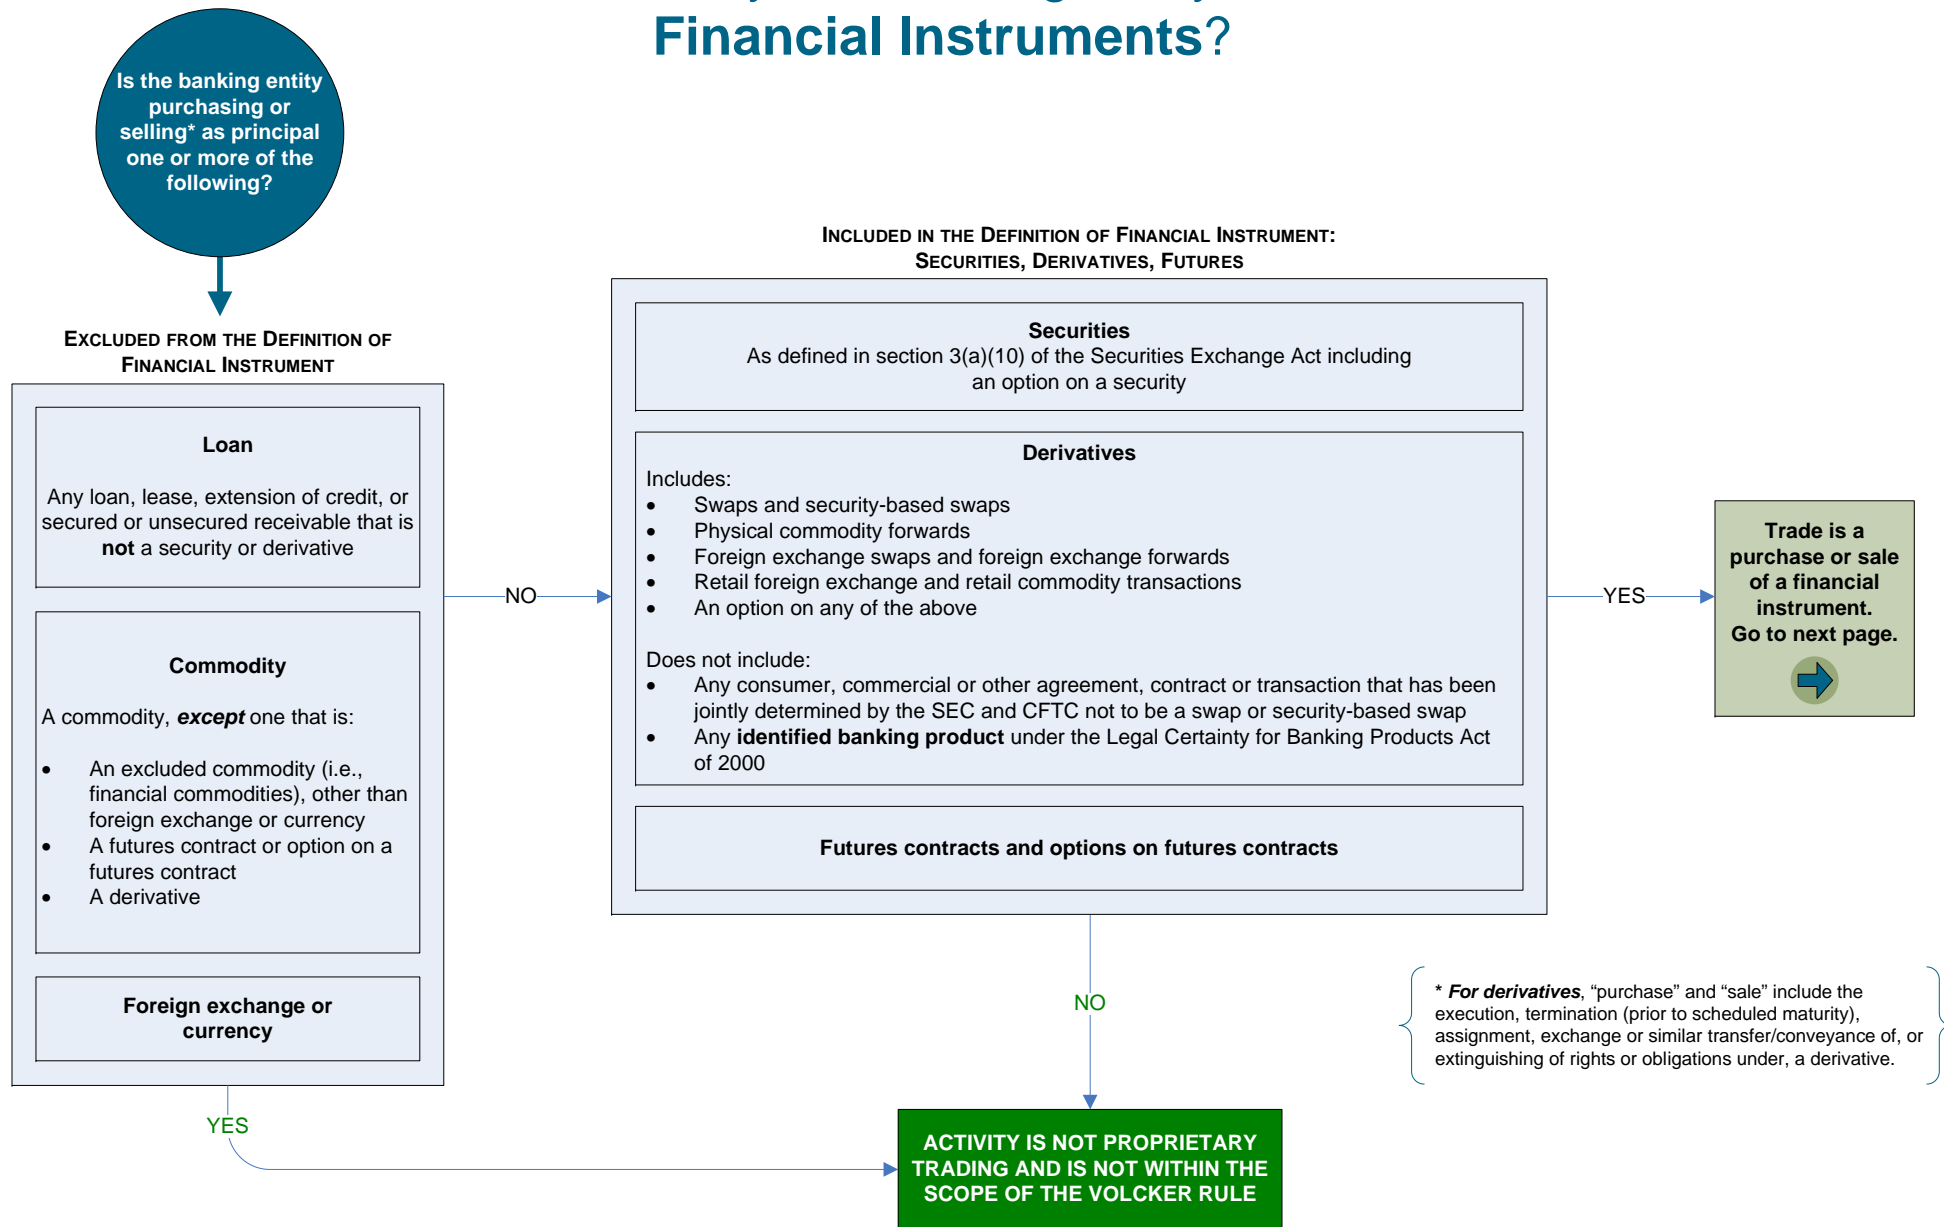 Financial Instruments?
Is the banking entity
purchasing or
selling* as principal
one or more of the
following?
EXCLUDED FROM THE DEFINITION OF
FINANCIAL INSTRUMENT
Loan
Any loan, lease, extension of credit, or
secured or unsecured receivable that is
not a security or derivative
Commodity
A commodity, except one that is:
• An excluded commodity (i.e.,
financial commodities), other than
foreign exchange or currency
• A futures contract or option on a
futures contract
• A derivative
Foreign exchange or
currency
YES
NO
INCLUDED IN THE DEFINITION OF FINANCIAL INSTRUMENT:
SECURITIES, DERIVATIVES, FUTURES
Securities
As defined in section 3(a)(10) of the Securities Exchange Act including
an option on a security
Derivatives
Includes:
• Swaps and security-based swaps
• Physical commodity forwards
• Foreign exchange swaps and foreign exchange forwards
• Retail foreign exchange and retail commodity transactions
• An option on any of the above
Does not include:
• Any consumer, commercial or other agreement, contract or transaction that has been
jointly determined by the SEC and CFTC not to be a swap or security-based swap
• Any identified banking product under the Legal Certainty for Banking Products Act
of 2000
Futures contracts and options on futures contracts
YES
Trade is a
purchase or sale
of a financial
instrument.
Go to next page.
NO
* For derivatives, “purchase” and “sale” include the
execution, termination (prior to scheduled maturity),
assignment, exchange or similar transfer/conveyance of, or
extinguishing of rights or obligations under, a derivative.
ACTIVITY IS NOT PROPRIETARY
TRADING AND IS NOT WITHIN THE
SCOPE OF THE VOLCKER RULE